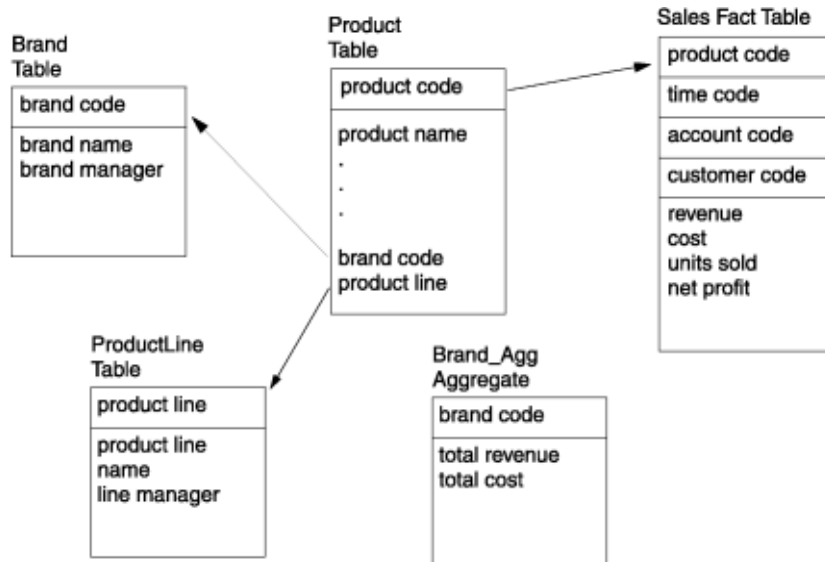 Brand
Table
brand code
brand name
brand manager
Product
Table
product code
product name
.
.
.
brand code
product line
Sales Fact Table
product code
time code
account code
customer code
revenue
cost
units sold
net profit
ProductLine
Table
product line
product line
name
line manager
Brand_Agg
Aggregate
brand code
total revenue
total cost